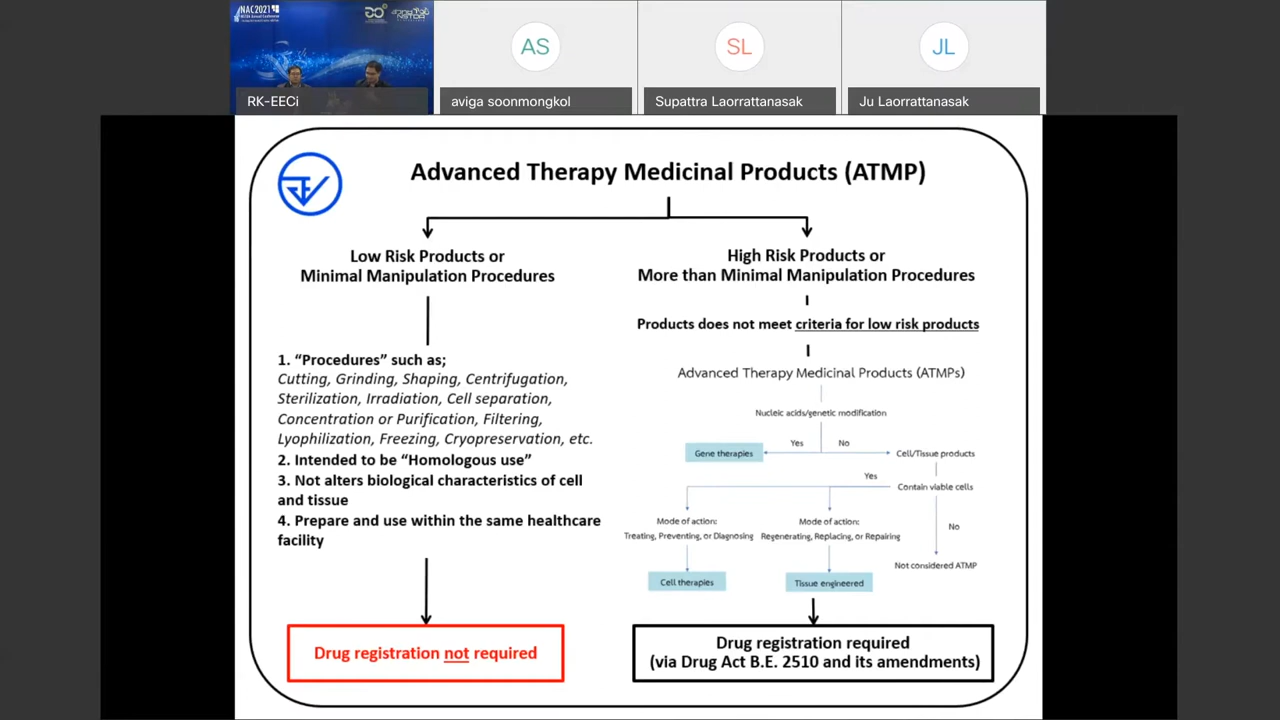 NAC2021
RK-EECi
AS
aviga soonmongkol
SL
Supattra Laorrattanasak
JL
Ju Laorrattanasak
Advanced Therapy Medicinal Products (ATMP)
Low Risk Products or
Minimal Manipulation Procedures
1. “Procedures” such as;
Cutting, Grinding, Shaping, Centrifugation,
Sterilization, Irradiation, Cell separation,
Concentration or Purification, Filtering,
Lyophilization, Freezing, Cryopreservation, etc.
2. Intended to be “Homologous use”
3. Not alters biological characteristics of cell
and tissue
4. Prepare and use within the same healthcare
facility
Drug registration not required
High Risk Products or
More than Minimal Manipulation Procedures
Products does not meet criteria for low risk products
Advanced Therapy Medicinal Products (ATMPs)
Nucleic acids/genetic modification
Yes
No
Gene therapies
Cell/Tissue products
Yes
Contain viable cells
Mode of action:
Treating, Preventing, or Diagnosing
Mode of action:
Regenerating, Replacing, or Repairing
No
Not considered ATMP
Cell therapies
Tissue engineered
Drug registration required
(via Drug Act B.E. 2510 and its amendments)